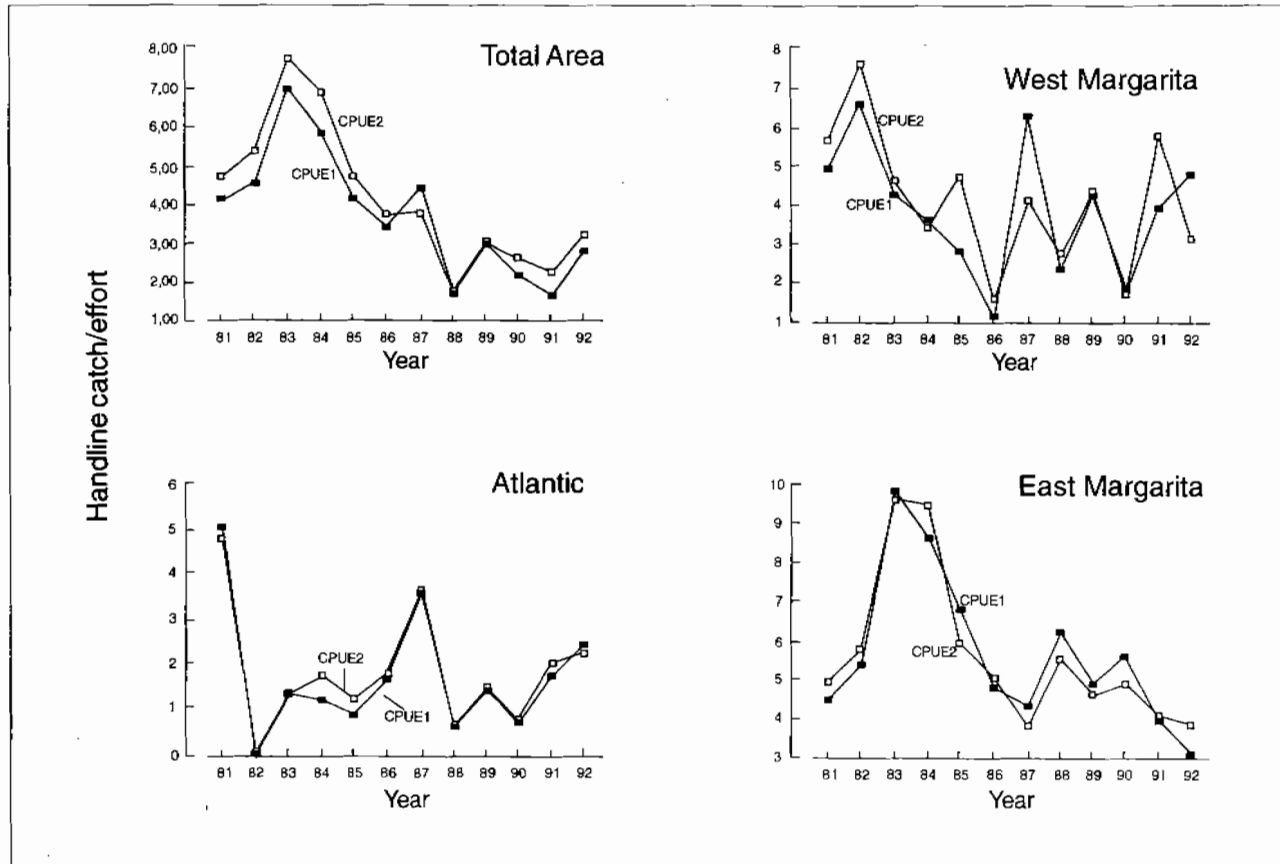 Handline catch/effort
Total Area
8,00
7,00
6,00
5,00
4,00
3,00
2,00
1,00
CPUE2
CPUE1
81 82 83 84 85 86 87 88 89 90 91 92
Year
West Margarita
8
7
6
5
4
3
2
1
CPUE2
CPUE1
81 82 83 84 85 86 87 88 89 90 91 92
Year
Atlantic
6
5
4
3
2
1
0
CPUE2
CPUE1
81 82 83 84 85 86 87 88 89 90 91 92
Year
East Margarita
10
9
8
7
6
5
4
3
CPUE1
CPUE2
81 82 83 84 85 86 87 88 89 90 91 92
Year